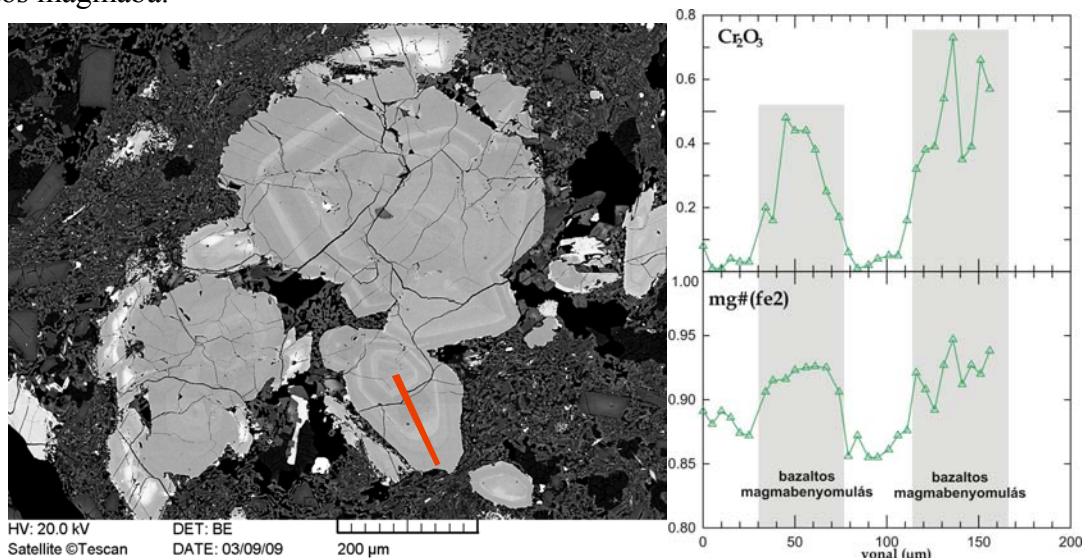 tos magmába.
HV: 20.0 kV DET: BE
Satellite ©Tescan DATE: 03/09/09 200 µm
Cr₂O₃
0.8
0.6
0.4
0.2
mg#(fe2)
1.00
0.95
0.90
0.85
0.80
bazaltos
magmabenyomulás
bazaltos
magmabenyomulás
0 50 100 150 200
vonal (µm)